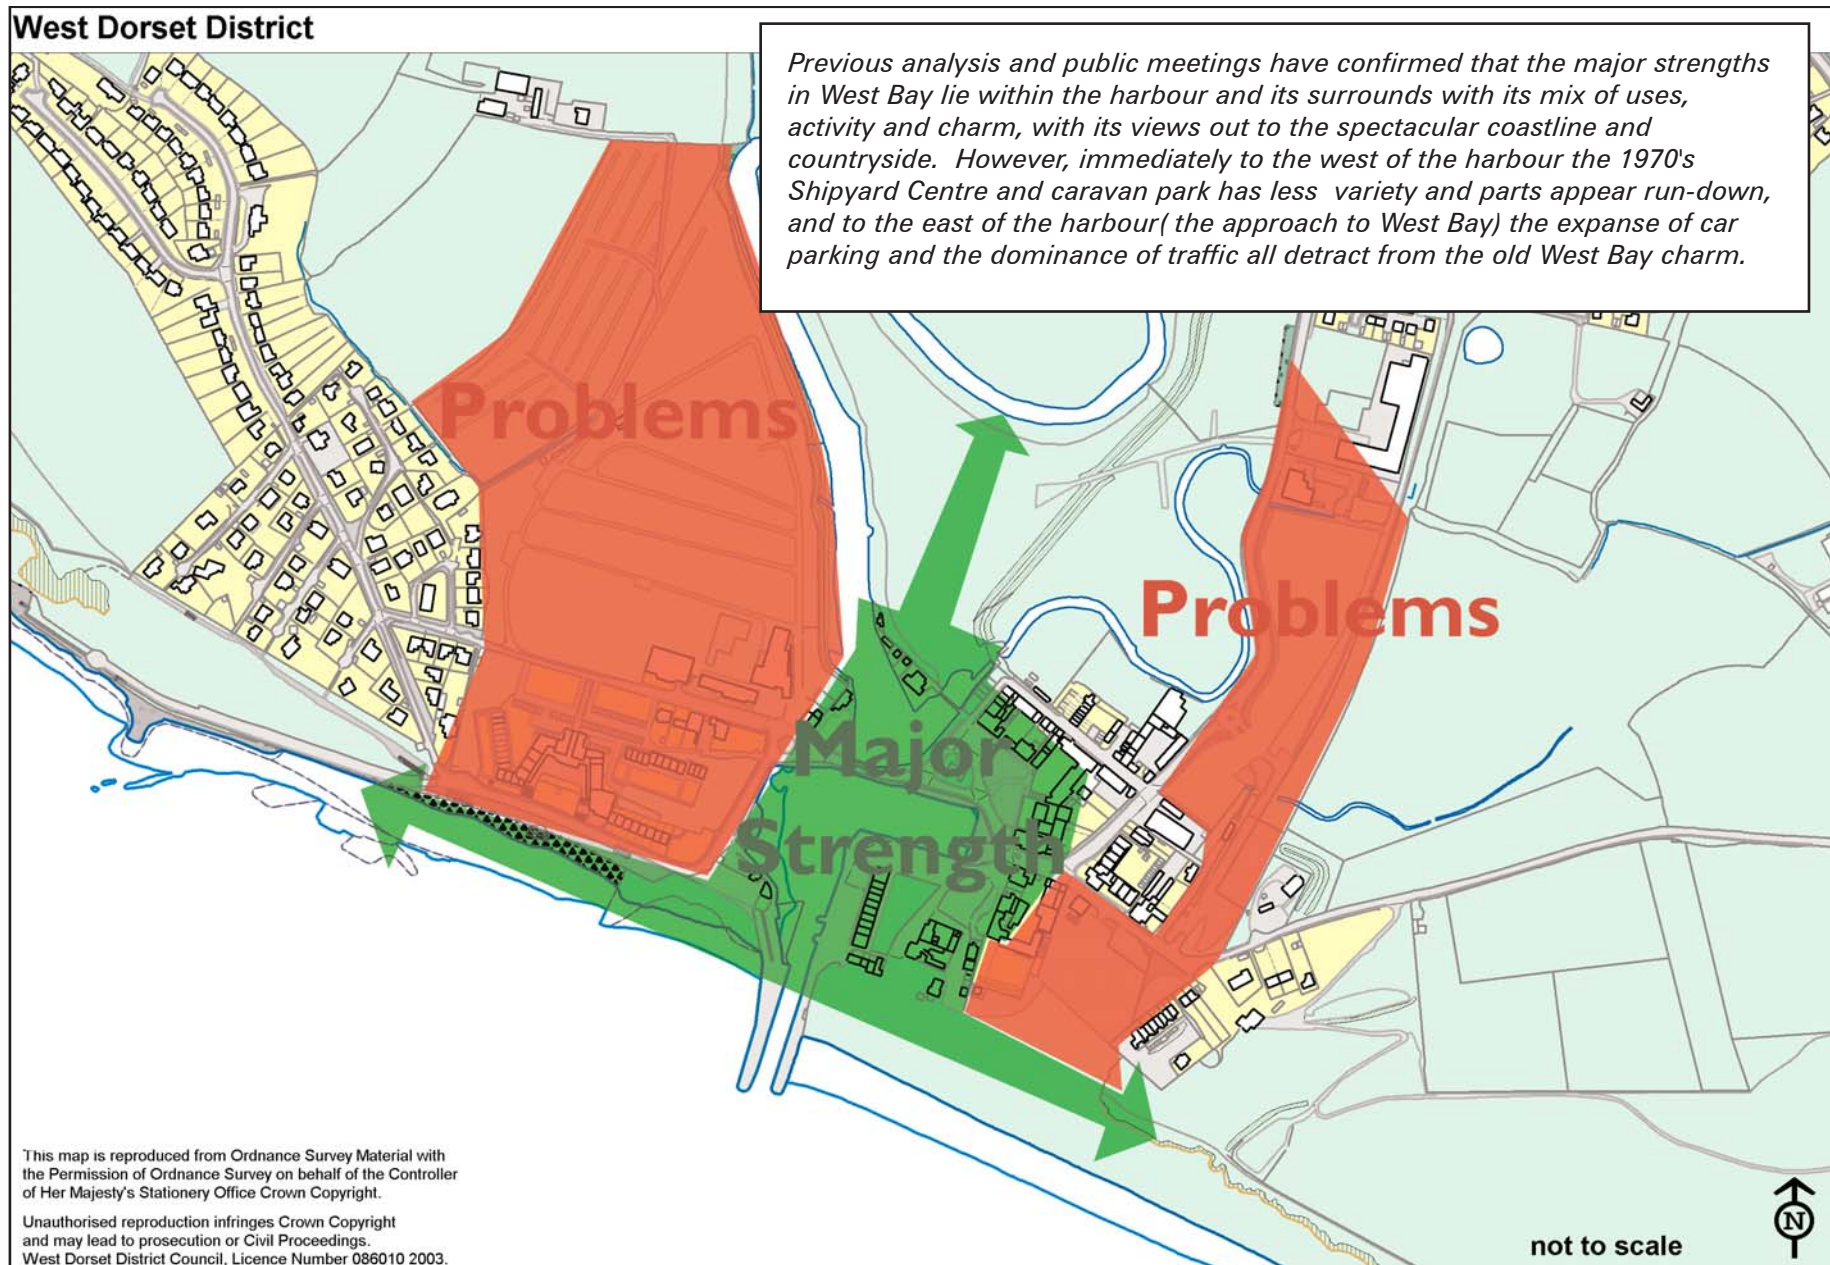 West Dorset District
Previous analysis and public meetings have confirmed that the major strengths
in West Bay lie within the harbour and its surrounds with its mix of uses,
activity and charm, with its views out to the spectacular coastline and
countryside.  However, immediately to the west of the harbour the 1970's
Shipyard Centre and caravan park has less  variety and parts appear run-down,
and to the east of the harbour( the approach to West Bay) the expanse of car
parking and the dominance of traffic all detract from the old West Bay charm.
Problems
Problems
Major
Strength
This map is reproduced from Ordnance Survey Material with
the Permission of Ordnance Survey on behalf of the Controller
of Her Majesty's Stationery Office Crown Copyright.
Unauthorised reproduction infringes Crown Copyright
and may lead to prosecution or Civil Proceedings.
West Dorset District Council, Licence Number 086010 2003.
not to scale
N